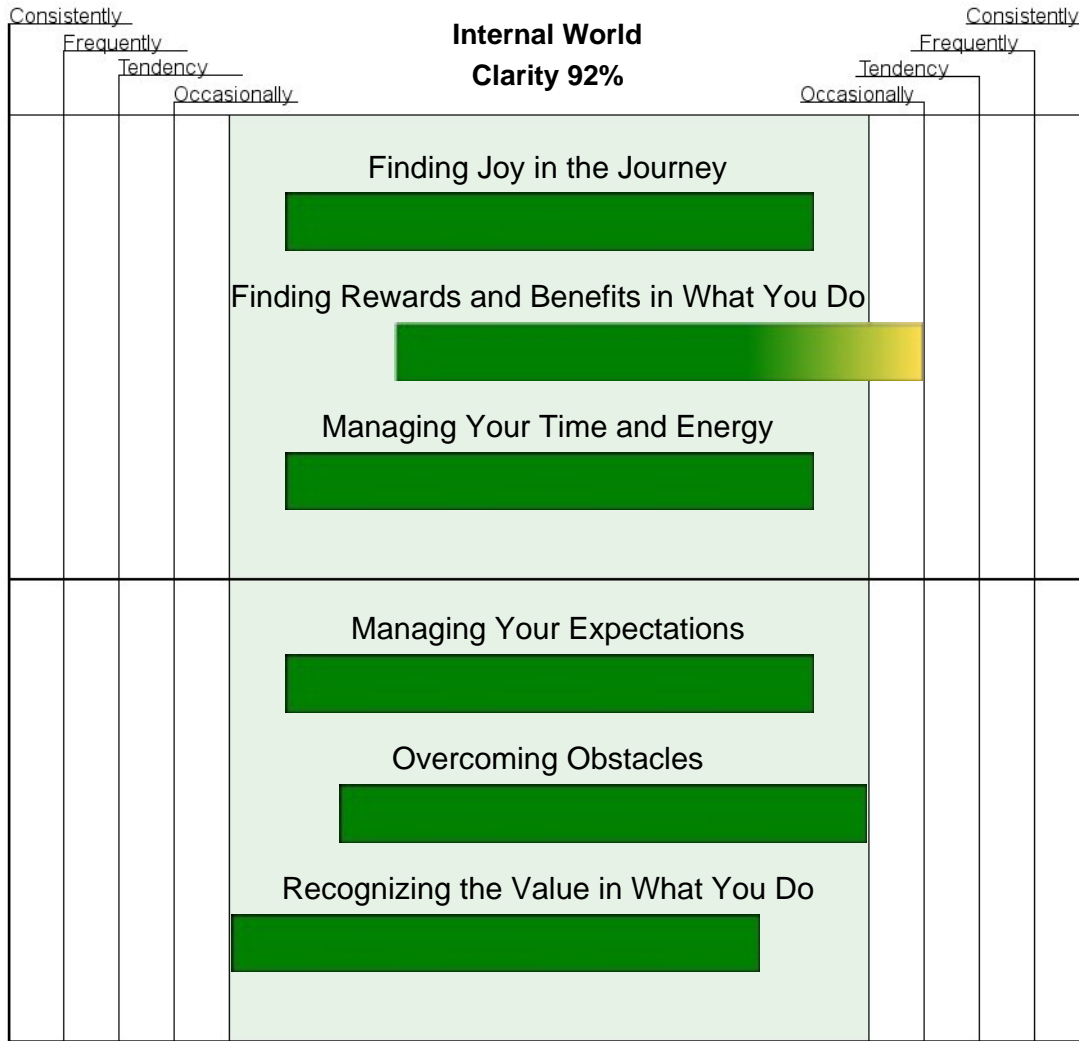 Consistently
Frequently
Tendency
Occasionally
Internal World
Clarity 92%
Consistently
Frequently
Tendency
Occasionally
Finding Joy in the Journey
Finding Rewards and Benefits in What You Do
Managing Your Time and Energy
Managing Your Expectations
Overcoming Obstacles
Recognizing the Value in What You Do